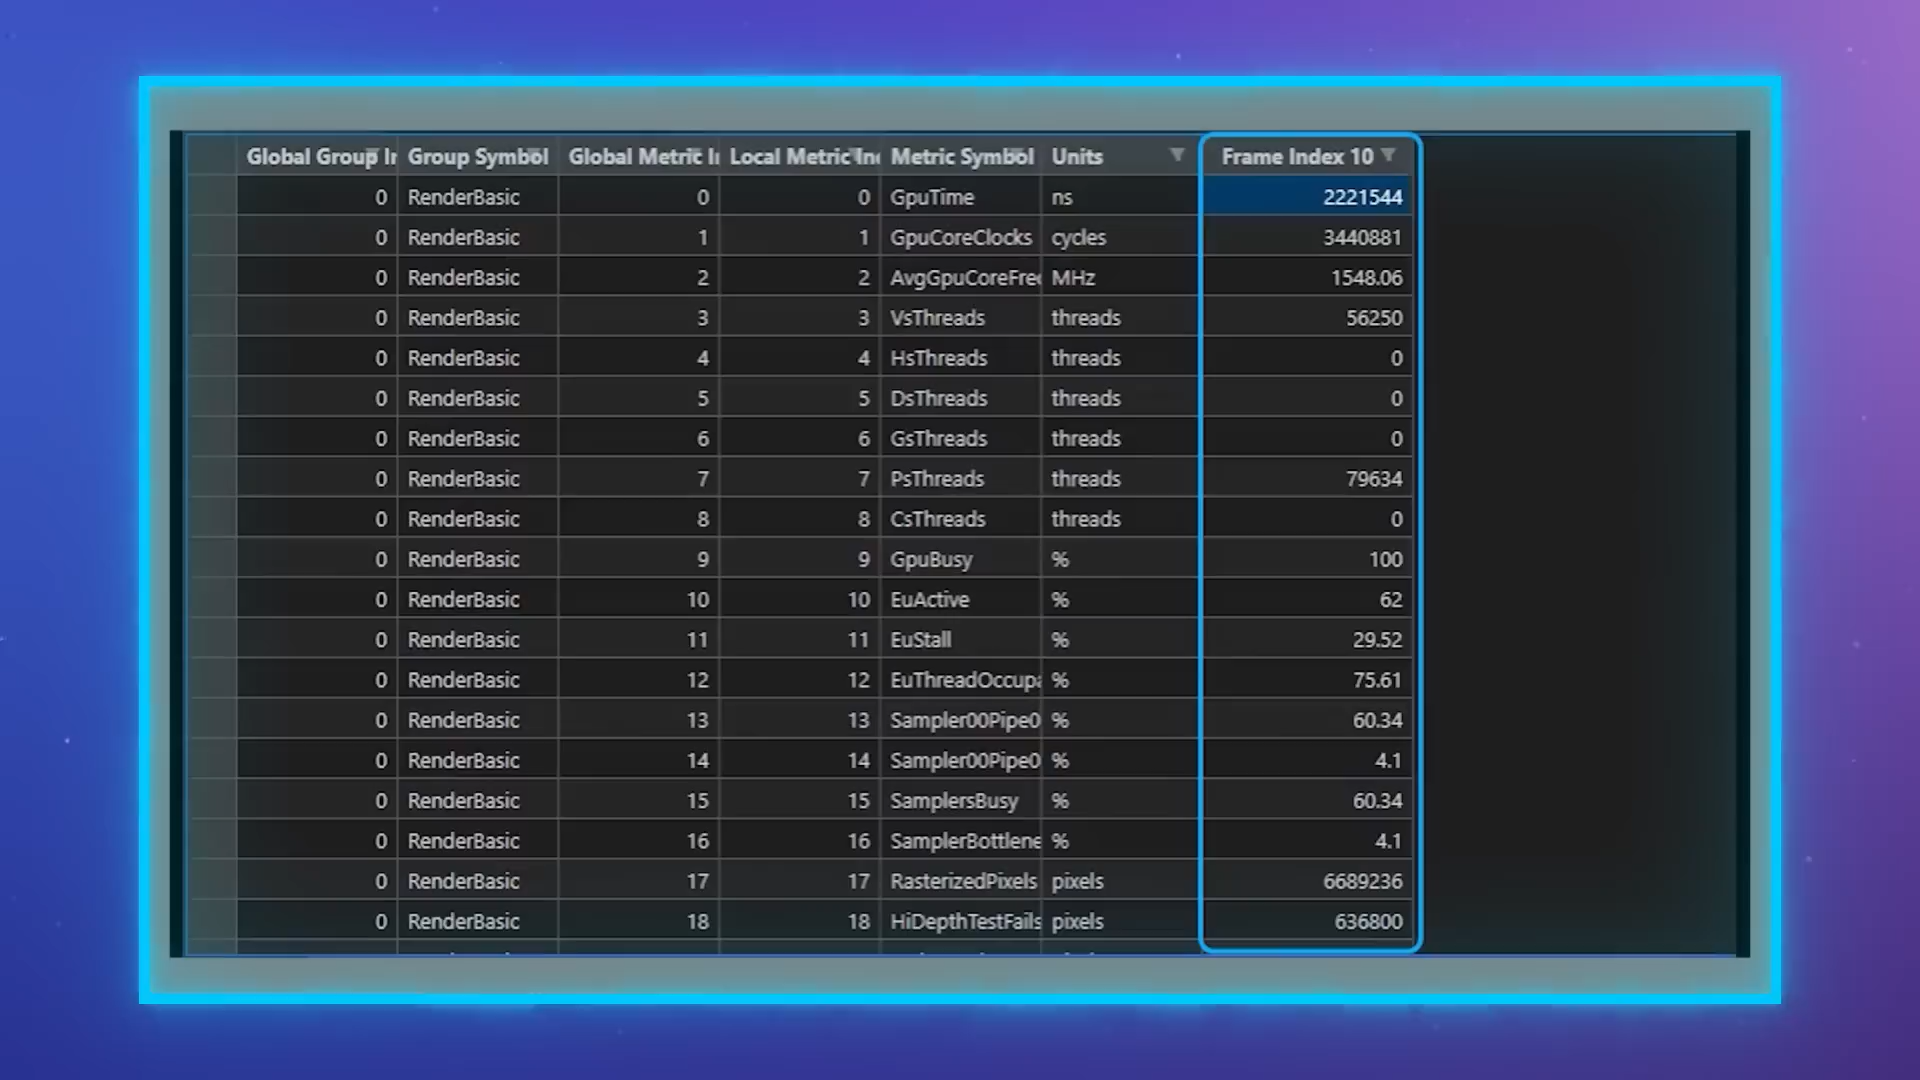 Global Group In Group Symbol Global Metric In Local Metric Ind Metric Symbol Units Frame Index 10
0 RenderBasic 0 0 GpuTime ns 2221544
0 RenderBasic 1 1 GpuCoreClocks cycles 3440881
0 RenderBasic 2 2 AvgGpuCoreFrec MHz 1548.06
0 RenderBasic 3 3 VsThreads threads 56250
0 RenderBasic 4 4 HsThreads threads 0
0 RenderBasic 5 5 DsThreads threads 0
0 RenderBasic 6 6 GsThreads threads 0
0 RenderBasic 7 7 PsThreads threads 79634
0 RenderBasic 8 8 CsThreads threads 0
0 RenderBasic 9 9 GpuBusy % 100
0 RenderBasic 10 10 EuActive % 62
0 RenderBasic 11 11 EuStall % 29.52
0 RenderBasic 12 12 EuThreadOccupa % 75.61
0 RenderBasic 13 13 Sampler00Pipe0 % 60.34
0 RenderBasic 14 14 Sampler00Pipe0 % 4.1
0 RenderBasic 15 15 SamplersBusy % 60.34
0 RenderBasic 16 16 SamplerBottlene % 4.1
0 RenderBasic 17 17 RasterizedPixels pixels 6689236
0 RenderBasic 18 18 HiDepthTestFails pixels 636800